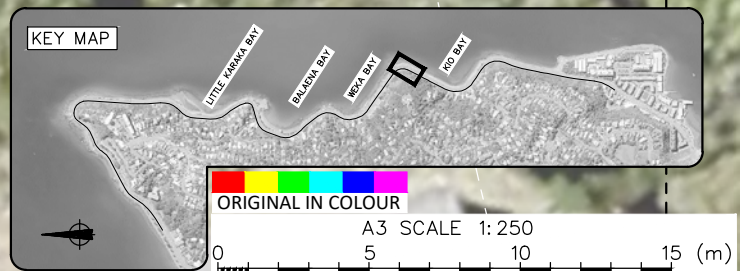 KEY MAP
LITTLE KARAKA BAY
BALAENA BAY
WEKA BAY
KIO BAY
ORIGINAL IN COLOUR
A3 SCALE 1:250
0 5 10 15 (m)